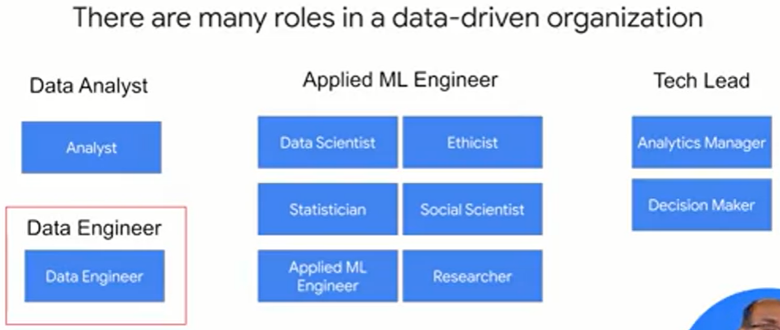 There are many roles in a data-driven organization
Data Analyst
Analyst
Data Engineer
Data Engineer
Applied ML Engineer
Data Scientist
Ethicist
Statistician
Social Scientist
Applied ML
Engineer
Researcher
Tech Lead
Analytics Manager
Decision Maker